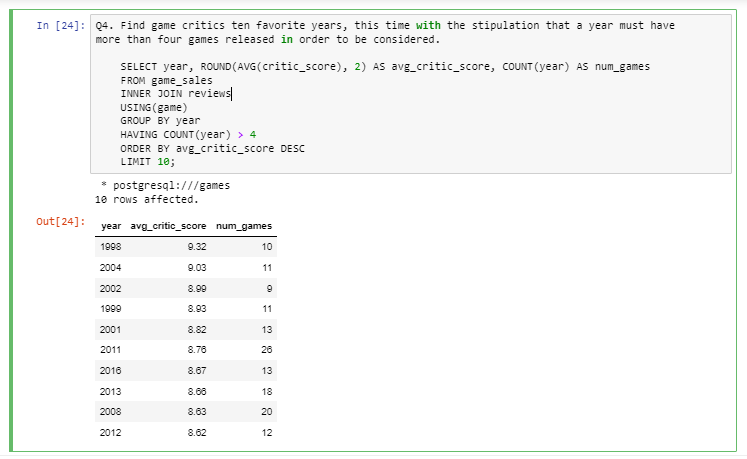 In [24]: Q4. Find game critics ten favorite years, this time with the stipulation that a year must have
more than four games released in order to be considered.
SELECT year, ROUND(AVG(critic_score), 2) AS avg_critic_score, COUNT(year) AS num_games
FROM game_sales
INNER JOIN reviews
USING(game)
GROUP BY year
HAVING COUNT(year) > 4
ORDER BY avg_critic_score DESC
LIMIT 10;
* postgresql:///games
10 rows affected.
Out[24]: year avg_critic_score num_games
1998 9.32 10
2004 9.03 11
2002 8.99 9
1999 8.93 11
2001 8.82 13
2011 8.76 26
2016 8.67 13
2013 8.66 18
2008 8.63 20
2012 8.62 12